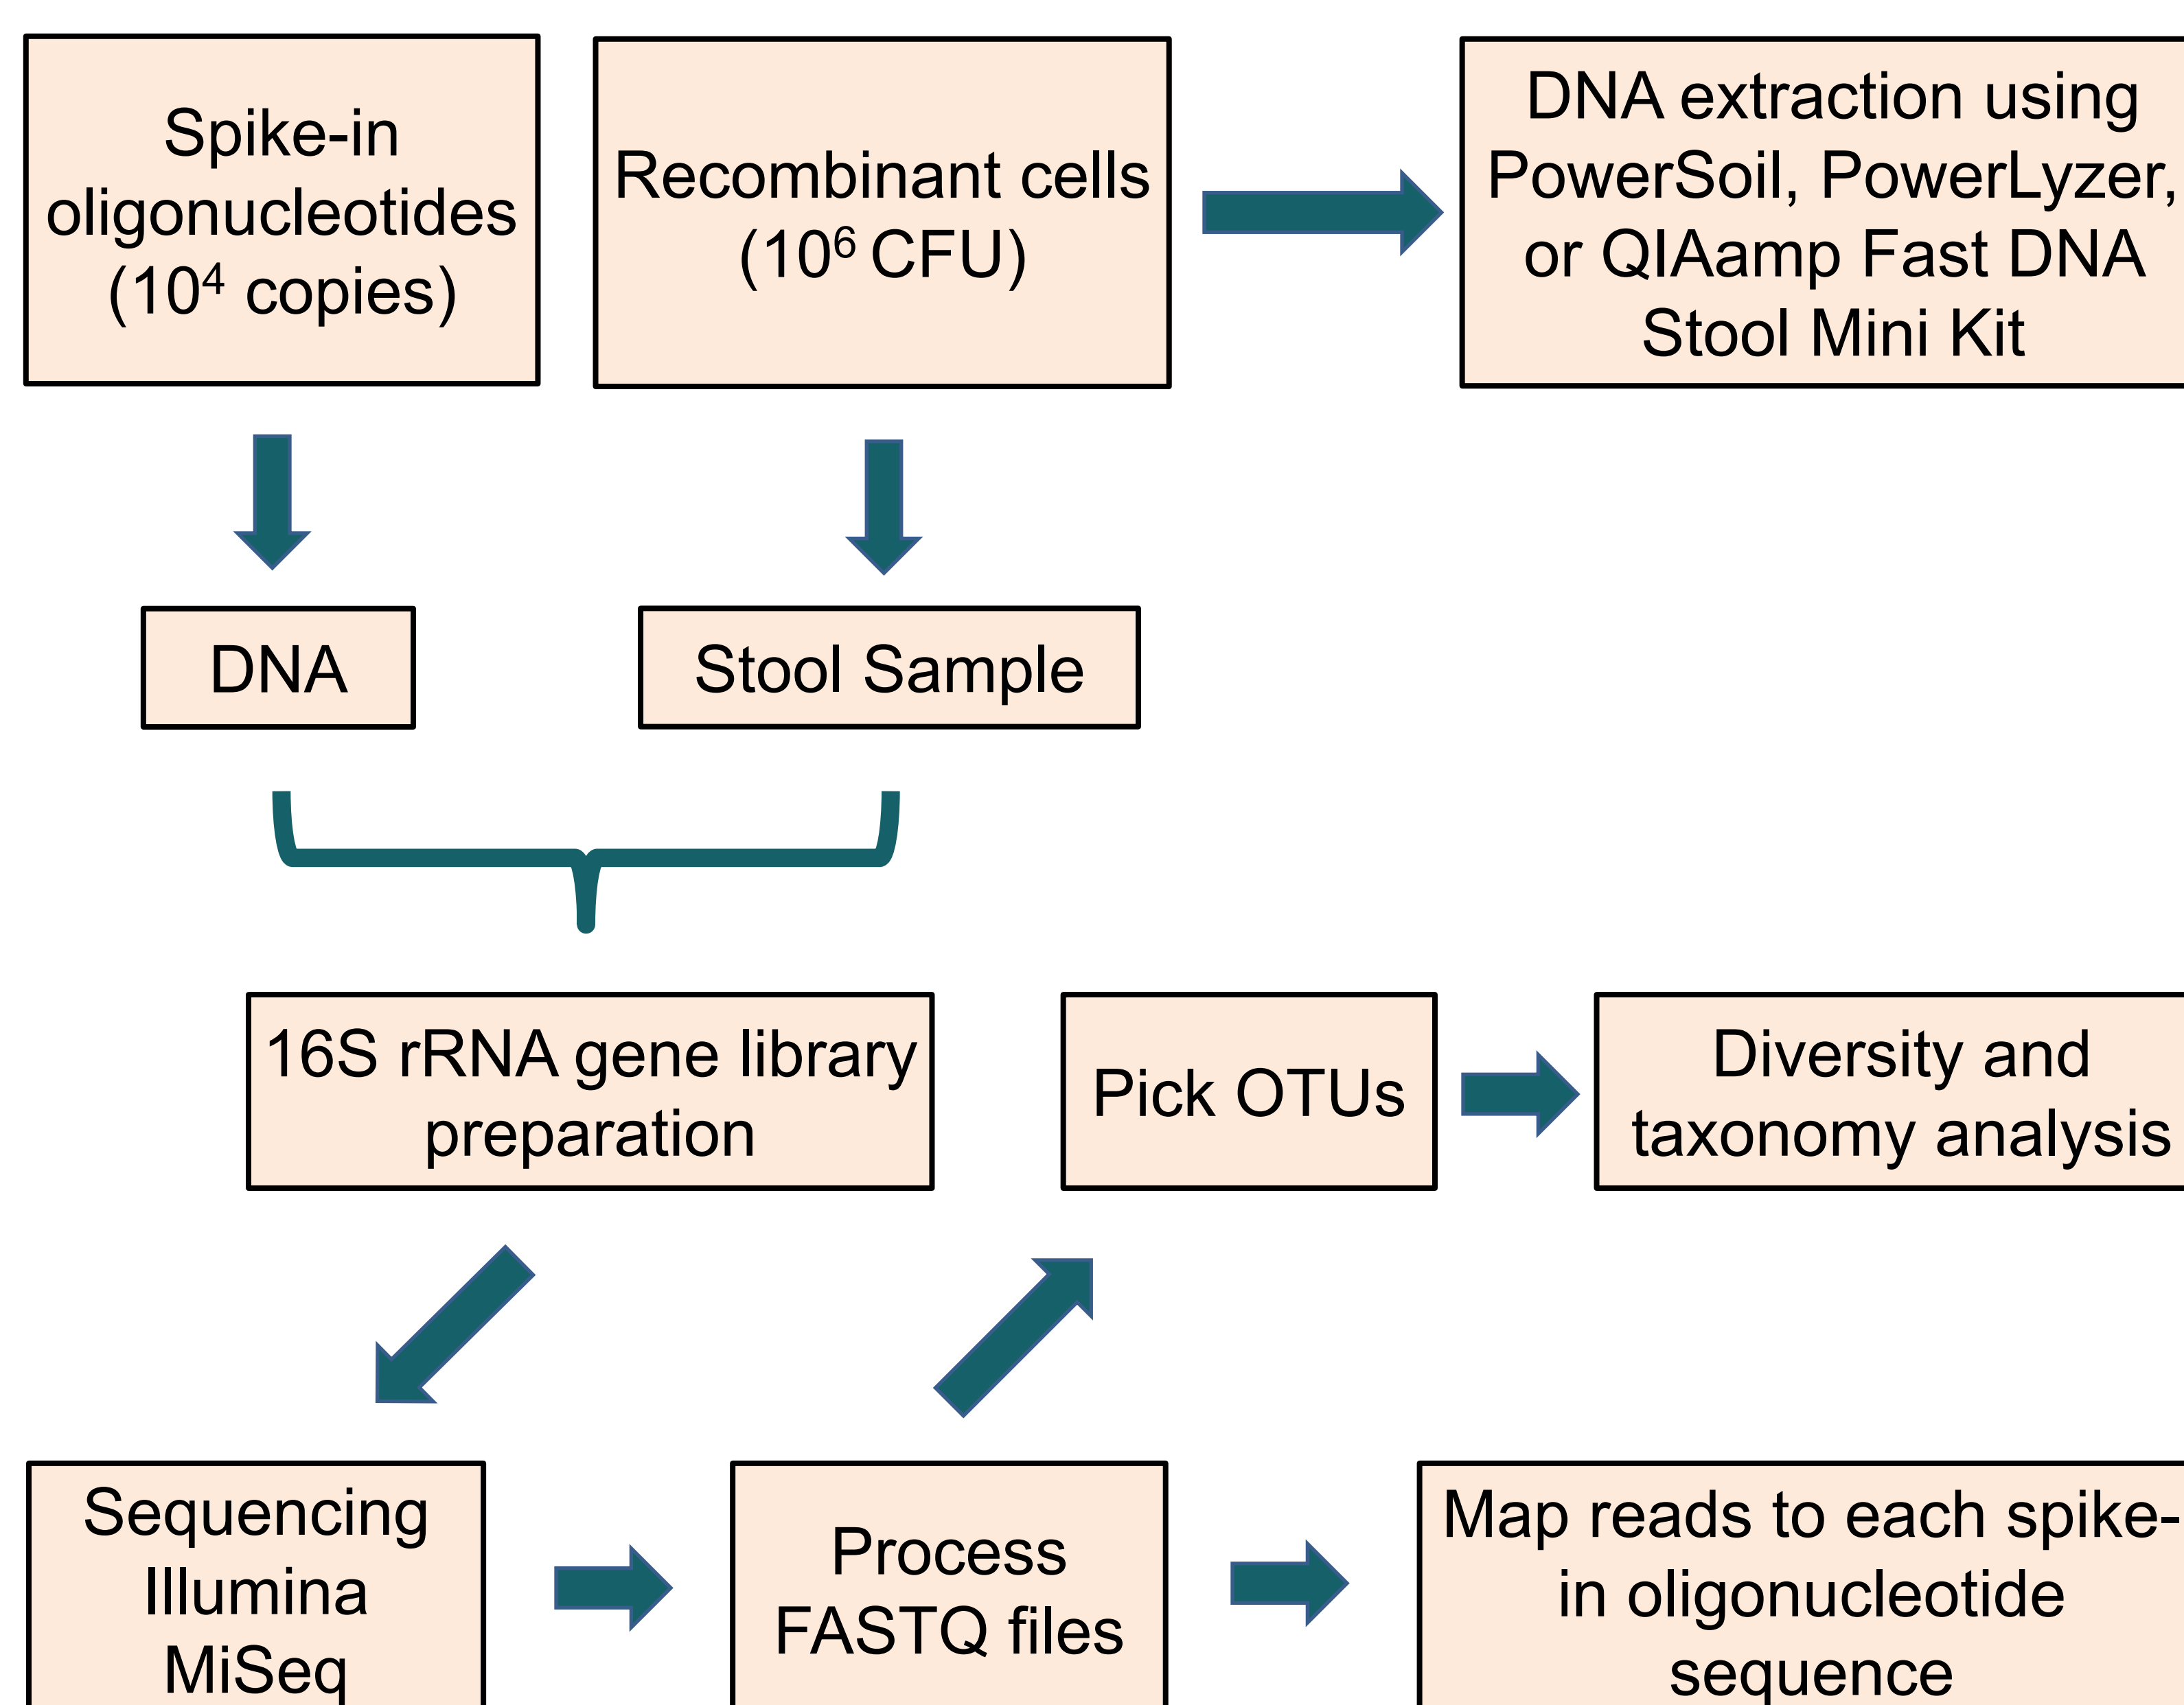 Spike-in
oligonucleotides
(10⁴ copies)
Recombinant cells
(10⁶ CFU)
DNA extraction using
PowerSoil, PowerLyzer,
or QIAamp Fast DNA
Stool Mini Kit
DNA
Stool Sample
16S rRNA gene library
preparation
Pick OTUs
Diversity and
taxonomy analysis
Sequencing
Illumina
MiSeq
Process
FASTQ files
Map reads to each spike-
in oligonucleotide
sequence